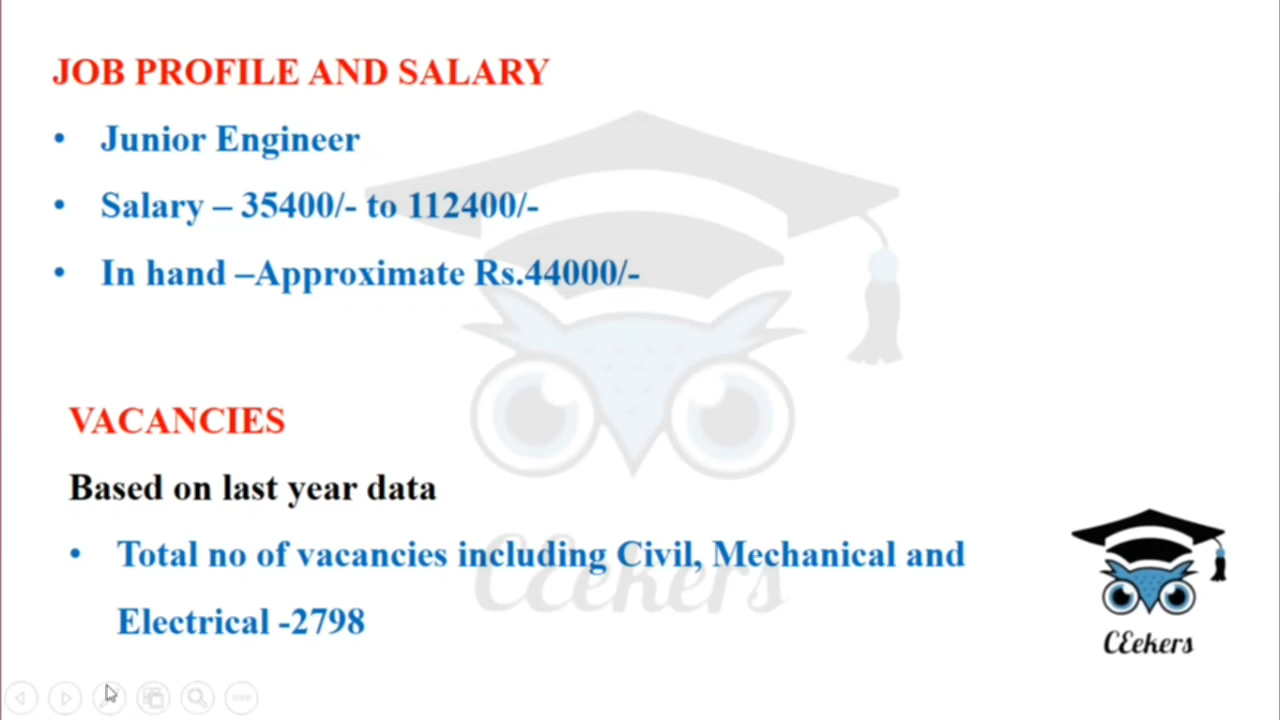 JOB PROFILE AND SALARY
• Junior Engineer
• Salary – 35400/- to 112400/-
• In hand –Approximate Rs.44000/-
VACANCIES
Based on last year data
• Total no of vacancies including Civil, Mechanical and
Electrical -2798
CEekers
CEekers